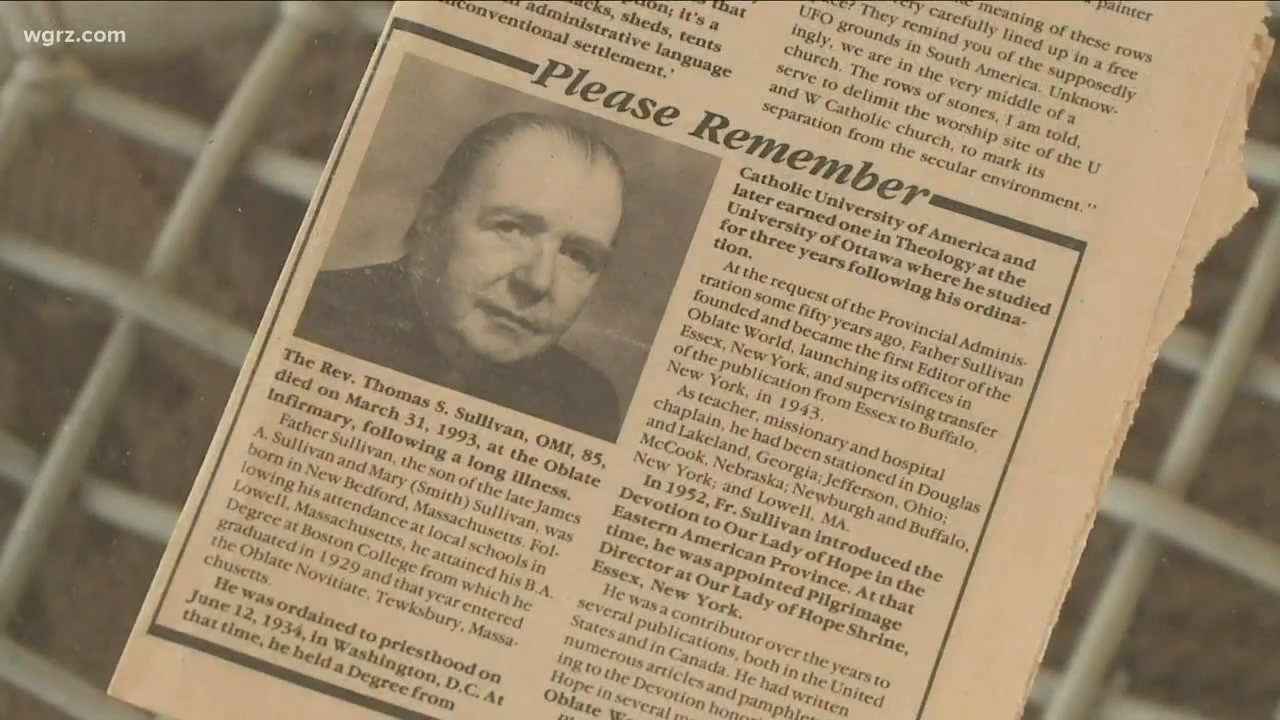 wgrz.com
that
tion; it's a
acks, sheds, tents
administrative language
nconventional settlement.'
painter
e meaning of these rows
very carefully lined up in a free
ce? They remind you of the supposedly
UFO grounds in South America. Unknow-
ingly, we are in the very middle of a
church. The rows of stones, I am told,
serve to delimit the worship site of the U
and W Catholic church, to mark its
separation from the secular environment."
Please Remember
The Rev. Thomas S. Sullivan, OMI, 85,
died on March 31, 1993, at the Oblate
Infirmary, following a long illness.
Father Sullivan, the son of the late James
A. Sullivan and Mary (Smith) Sullivan, was
born in New Bedford, Massachusetts. Fol-
lowing his attendance at local schools in
Lowell, Massachusetts, he attained his B.A.
Degree at Boston College from which he
graduated in 1929 and that year entered
the Oblate Novitiate, Tewksbury, Massa-
chusetts.
He was ordained to priesthood on
June 12, 1934, in Washington, D.C. At
that time, he held a Degree from
Catholic University of America and
later earned one in Theology at the
University of Ottawa where he studied
for three years following his ordina-
tion.
At the request of the Provincial Adminis-
tration some fifty years ago, Father Sullivan
founded and became the first Editor of the
Oblate World, launching its offices in
Essex, New York, and supervising transfer
of the publication from Essex to Buffalo,
New York, in 1943.
As teacher, missionary and hospital
chaplain, he had been stationed in Douglas
and Lakeland, Georgia; Jefferson, Ohio;
McCook, Nebraska; Newburgh and Buffalo,
New York; and Lowell, MA.
In 1952, Fr. Sullivan introduced the
Devotion to Our Lady of Hope in the
Eastern American Province. At that
time, he was appointed Pilgrimage
Director at Our Lady of Hope Shrine,
Essex, New York.
He was a contributor over the years to
several publications, both in the United
States and in Canada. He had written
numerous articles and pamphlet
ing to the Devotion hono
Hope in several m
Oblate Wo